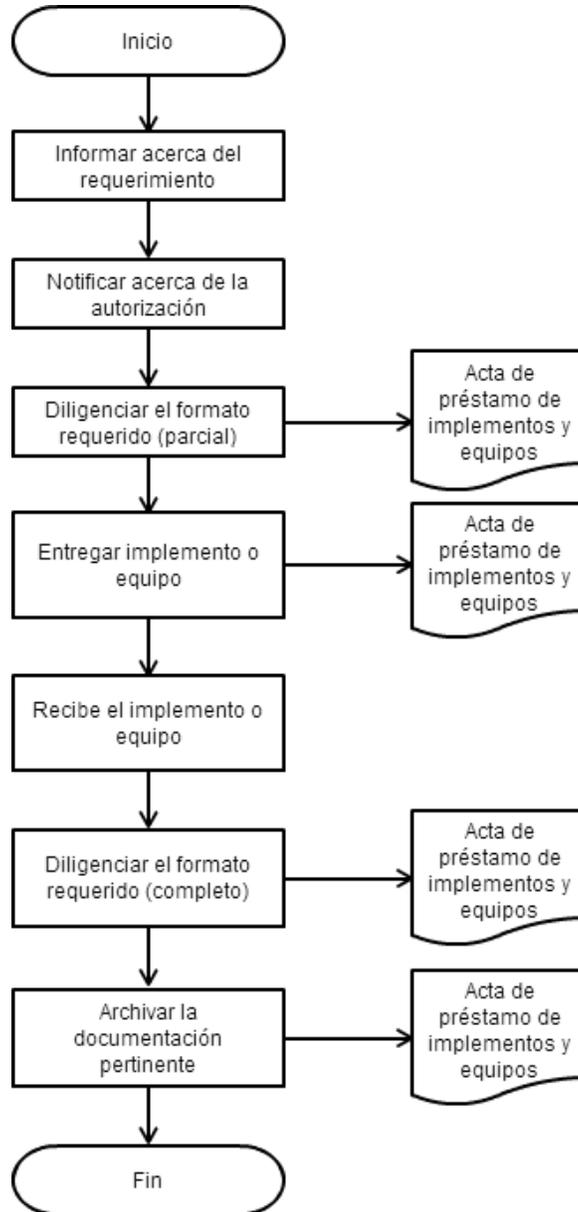 Inicio
Informar acerca del
requerimiento
Notificar acerca de la
autorización
Diligenciar el formato
requerido (parcial)
Acta de
préstamo de
implementos y
equipos
Entregar implemento o
equipo
Acta de
préstamo de
implementos y
equipos
Recibe el implemento o
equipo
Diligenciar el formato
requerido (completo)
Acta de
préstamo de
implementos y
equipos
Archivar la
documentación
pertinente
Acta de
préstamo de
implementos y
equipos
Fin